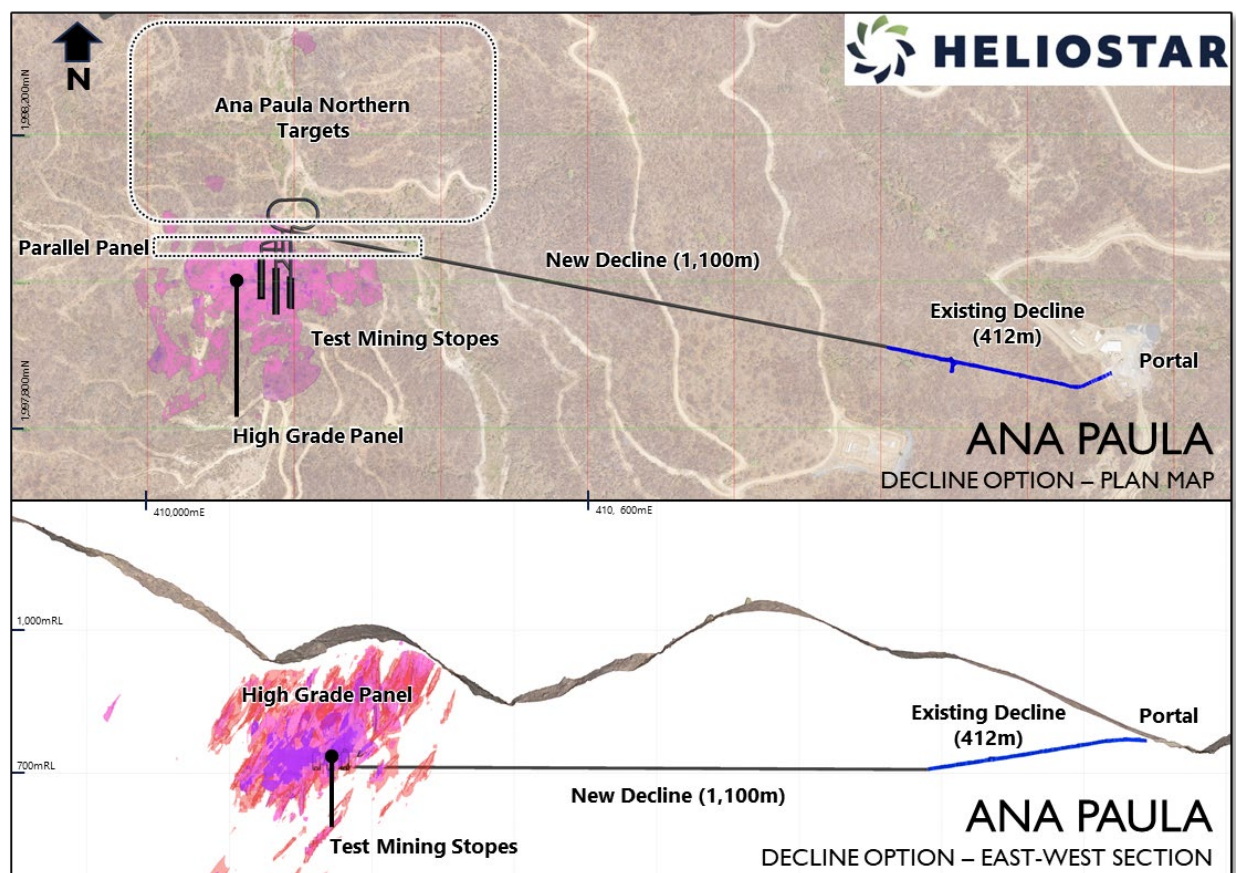 HELIOSTAR
N
1,998,200mN
Ana Paula Northern
Targets
Parallel Panel
New Decline (1,100m)
Existing Decline
(412m)
Portal
Test Mining Stopes
1,997,800mN
High Grade Panel
ANA PAULA
DECLINE OPTION – PLAN MAP
410,000mE
410, 600mE
1,000mRL
High Grade Panel
Existing Decline
(412m)
Portal
700mRL
New Decline (1,100m)
Test Mining Stopes
ANA PAULA
DECLINE OPTION – EAST-WEST SECTION